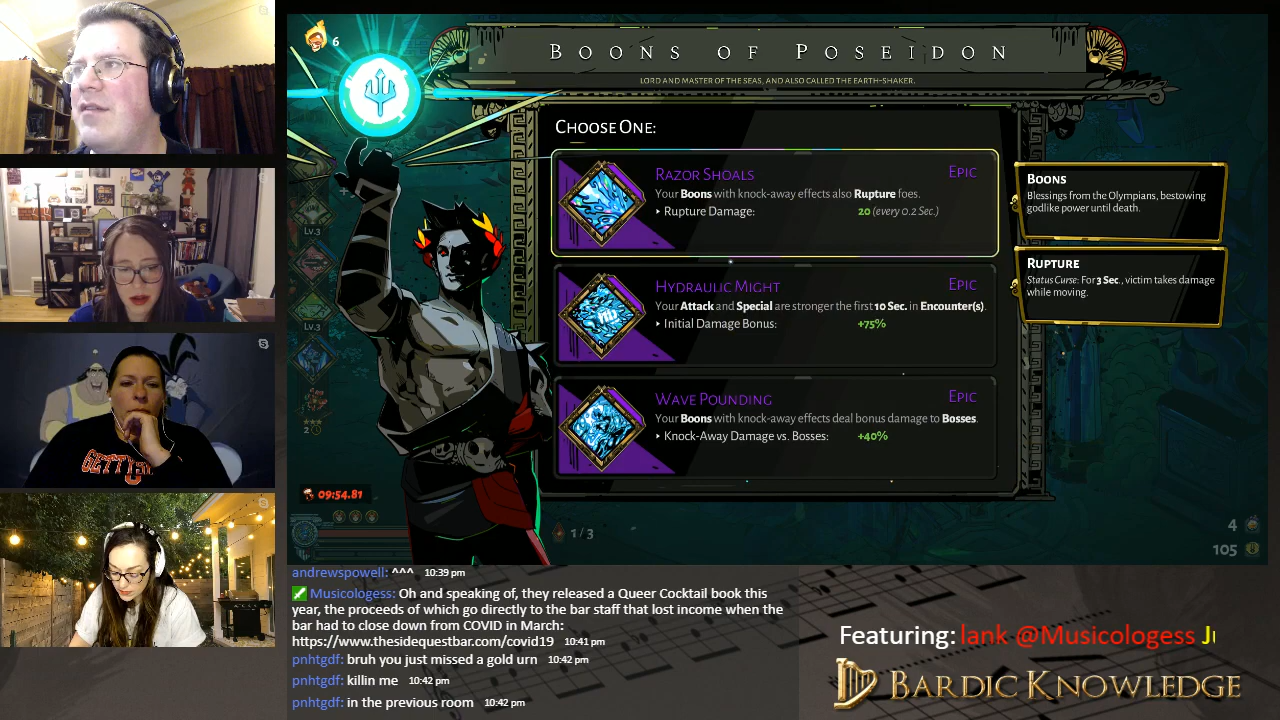 6
BOONS OF POSEIDON
LORD AND MASTER OF THE SEAS, AND ALSO CALLED THE EARTH-SHAKER.
CHOOSE ONE:
RAZOR SHOALS
EPIC
Your Boons with knock-away effects also Rupture foes.
Rupture Damage: 20 (every 0.2 Sec.)
HYDRAULIC MIGHT
EPIC
Your Attack and Special are stronger the first 10 Sec. in Encounter(s).
Initial Damage Bonus: +75%
WAVE POUNDING
EPIC
Your Boons with knock-away effects deal bonus damage to Bosses.
Knock-Away Damage vs. Bosses: +40%
BOONS
Blessings from the Olympians, bestowing
godlike power until death.
RUPTURE
Status Curse: For 3 Sec., victim takes damage
while moving.
Lv.3
Lv.3
2
09:54.81
1/3
4
105
andrewspowell: ^^^ 10:39 pm
Musicologess: Oh and speaking of, they released a Queer Cocktail book this
year, the proceeds of which go directly to the bar staff that lost income when the
bar had to close down from COVID in March:
https://www.thesidequestbar.com/covid19 10:41 pm
pnhtgdf: bruh you just missed a gold urn 10:42 pm
pnhtgdf: killin me 10:42 pm
pnhtgdf: in the previous room 10:42 pm
Featuring: lank @Musicologess
BARDIC KNOWLEDGE